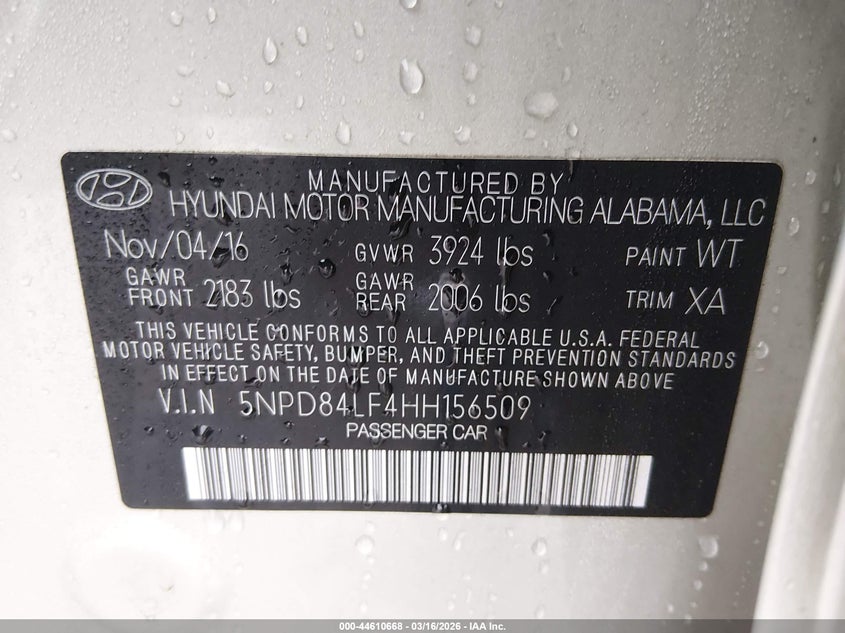 MANUFACTURED BY
HYUNDAI MOTOR MANUFACTURING ALABAMA, LLC
Nov/04/16 GVWR 3924 lbs PAINT WT
GAWR FRONT 2183 lbs GAWR REAR 2006 lbs TRIM XA
THIS VEHICLE CONFORMS TO ALL APPLICABLE U.S.A. FEDERAL
MOTOR VEHICLE SAFETY, BUMPER, AND THEFT PREVENTION STANDARDS
IN EFFECT ON THE DATE OF MANUFACTURE SHOWN ABOVE
V.I.N 5NPD84LF4HH156509
PASSENGER CAR
000-44610668 - 03/16/2026 - IAA Inc.